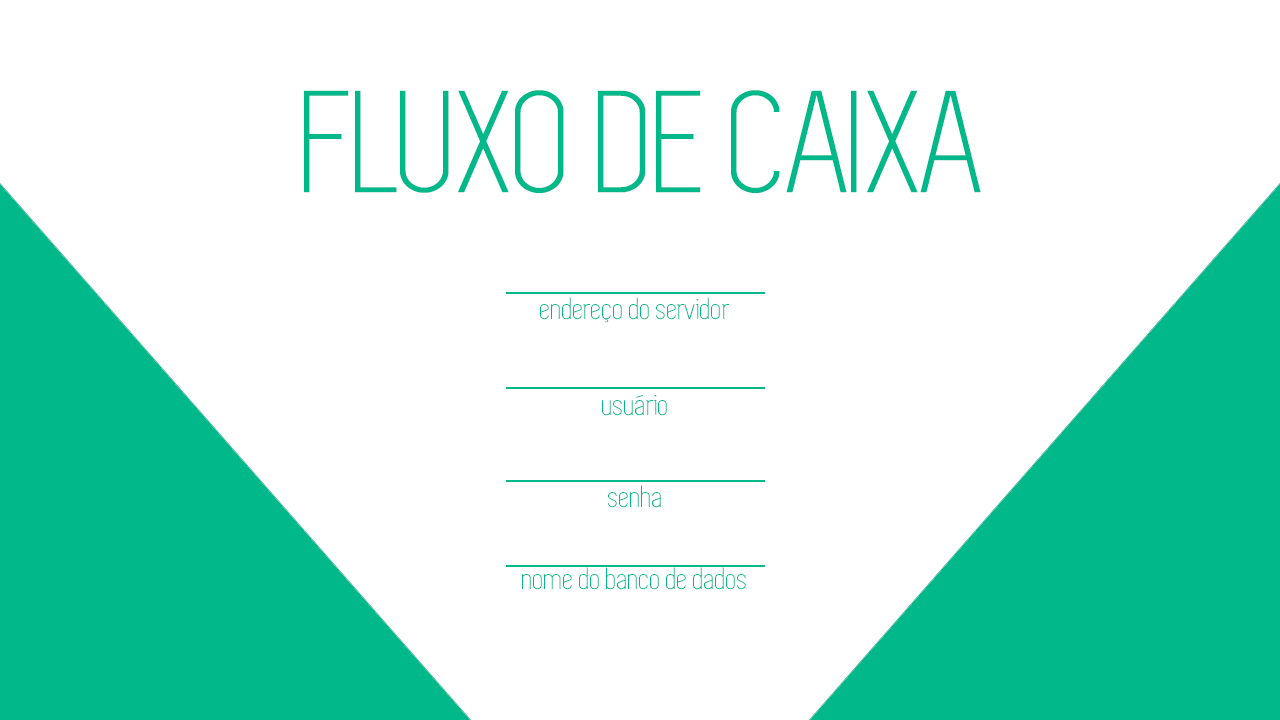 FLUXO DE CAIXA
endereço do servidor
usuário
senha
nome do banco de dados